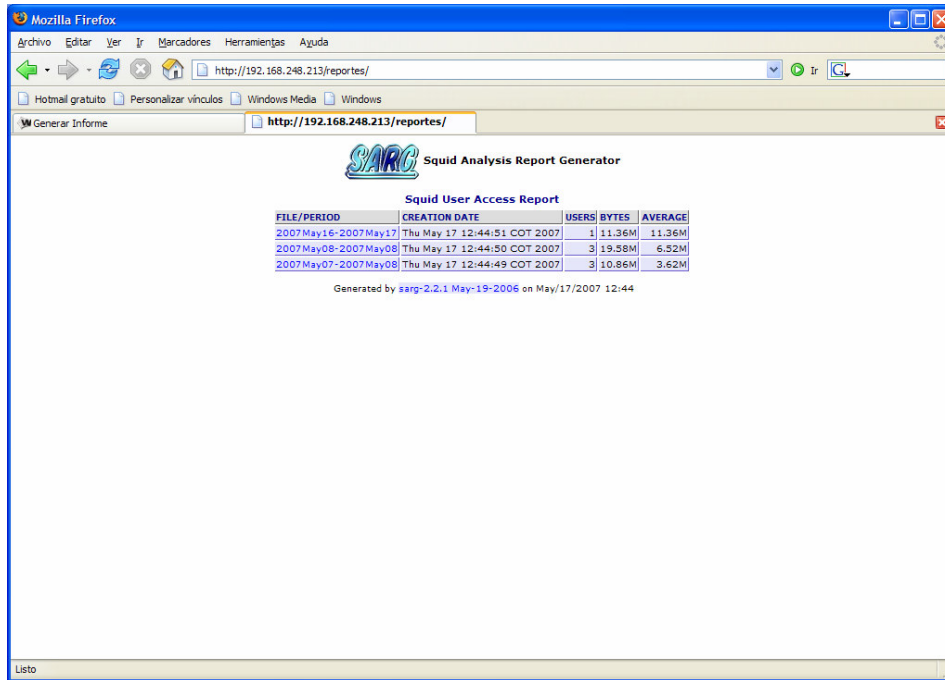 Mozilla Firefox
Archivo Editar Ver Ir Marcadores Herramientas Ayuda
http://192.168.248.213/reportes/ Ir G
Hotmail gratuito Personalizar vínculos Windows Media Windows
W Generar Informe http://192.168.248.213/reportes/
SARG Squid Analysis Report Generator
Squid User Access Report
FILE/PERIOD CREATION DATE USERS BYTES AVERAGE
2007May16-2007May17 Thu May 17 12:44:51 COT 2007 1 11.36M 11.36M
2007May08-2007May08 Thu May 17 12:44:50 COT 2007 3 19.58M 6.52M
2007May07-2007May08 Thu May 17 12:44:49 COT 2007 3 10.86M 3.62M
Generated by sarg-2.2.1 May-19-2006 on May/17/2007 12:44
Listo